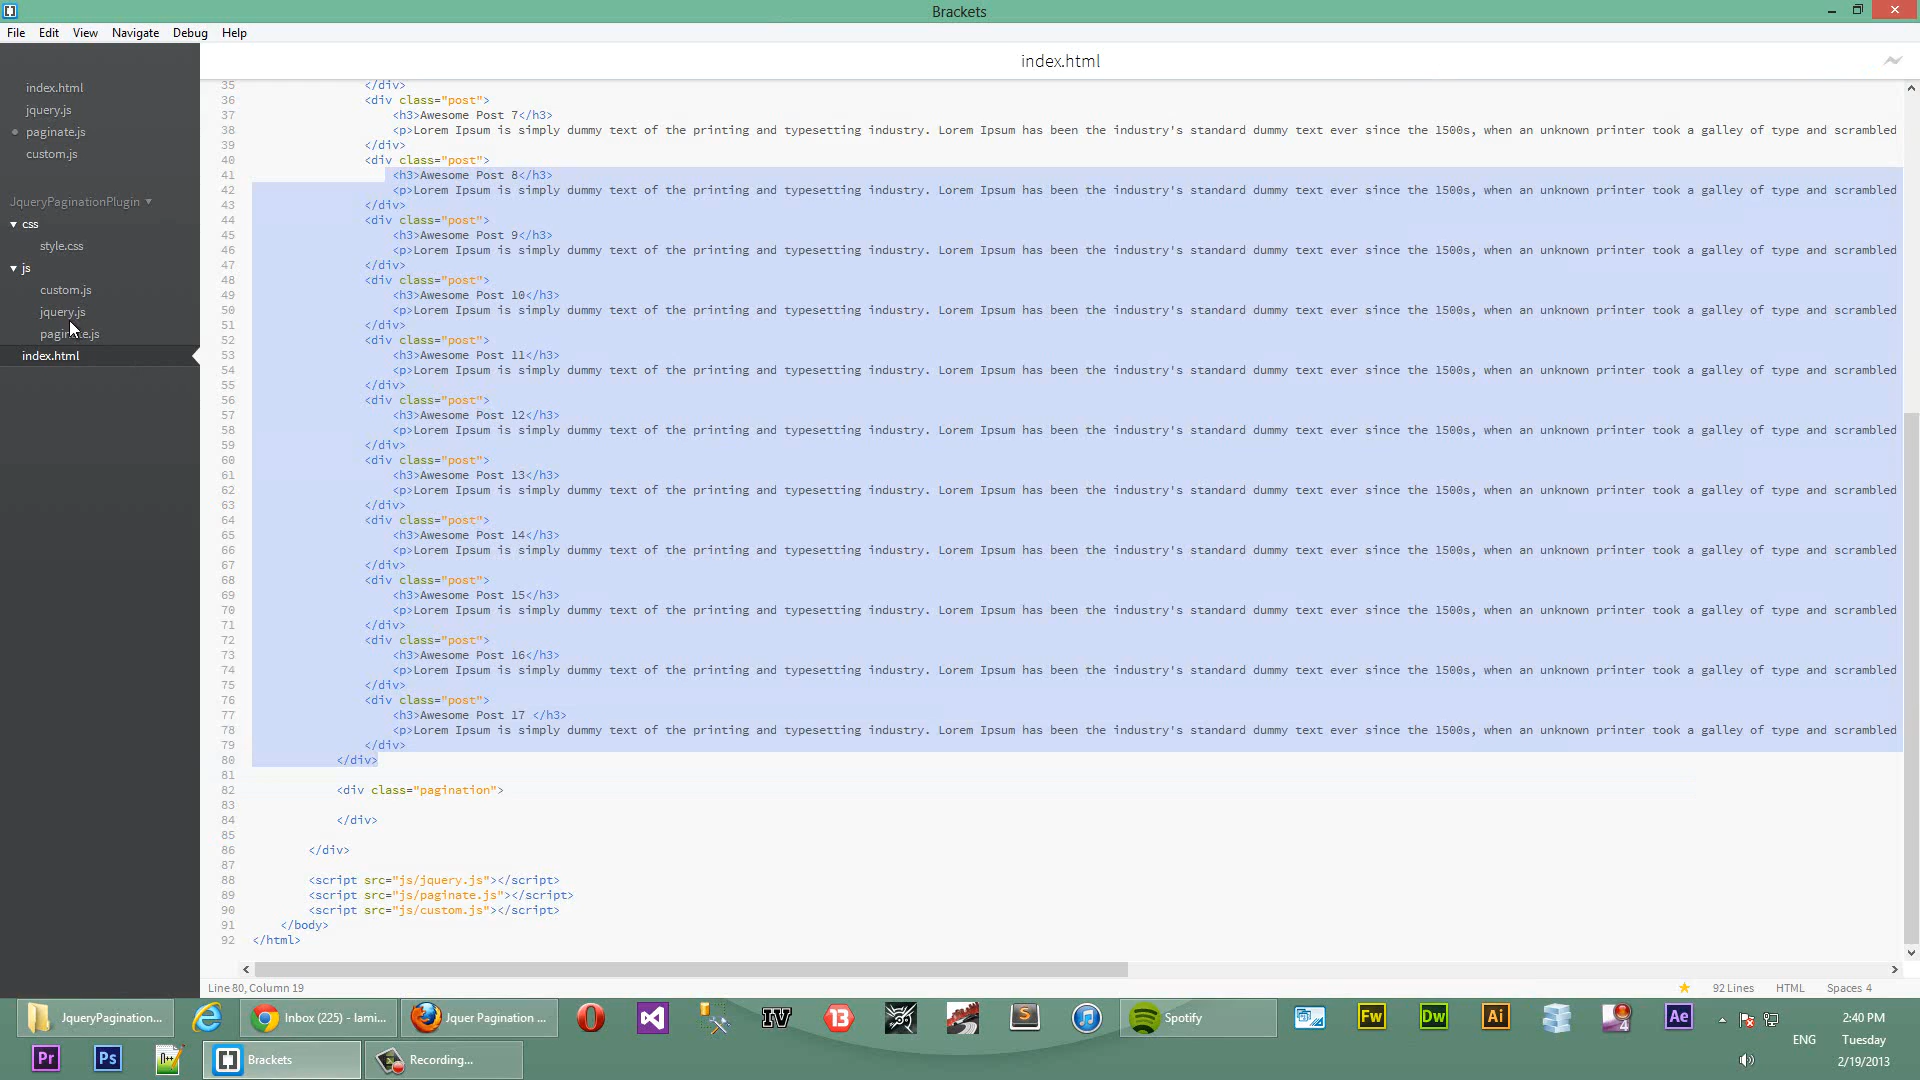 Brackets
File Edit View Navigate Debug Help
index.html
jquery.js
paginate.js
custom.js
JqueryPaginationPlugin
css
style.css
js
custom.js
jquery.js
index.html
index.html
35 </div>
36 <div class="post">
37 <h3>Awesome Post 7</h3>
38 <p>Lorem Ipsum is simply dummy text of the printing and typesetting industry. Lorem Ipsum has been the industry's standard dummy text ever since the 1500s, when an unknown printer took a galley of type and scrambled
39 </div>
40 <div class="post">
41 <h3>Awesome Post 8</h3>
42 <p>Lorem Ipsum is simply dummy text of the printing and typesetting industry. Lorem Ipsum has been the industry's standard dummy text ever since the 1500s, when an unknown printer took a galley of type and scrambled
43 </div>
44 <div class="post">
45 <h3>Awesome Post 9</h3>
46 <p>Lorem Ipsum is simply dummy text of the printing and typesetting industry. Lorem Ipsum has been the industry's standard dummy text ever since the 1500s, when an unknown printer took a galley of type and scrambled
47 </div>
48 <div class="post">
49 <h3>Awesome Post 10</h3>
50 <p>Lorem Ipsum is simply dummy text of the printing and typesetting industry. Lorem Ipsum has been the industry's standard dummy text ever since the 1500s, when an unknown printer took a galley of type and scrambled
51 </div>
52 <div class="post">
53 <h3>Awesome Post 11</h3>
54 <p>Lorem Ipsum is simply dummy text of the printing and typesetting industry. Lorem Ipsum has been the industry's standard dummy text ever since the 1500s, when an unknown printer took a galley of type and scrambled
55 </div>
56 <div class="post">
57 <h3>Awesome Post 12</h3>
58 <p>Lorem Ipsum is simply dummy text of the printing and typesetting industry. Lorem Ipsum has been the industry's standard dummy text ever since the 1500s, when an unknown printer took a galley of type and scrambled
59 </div>
60 <div class="post">
61 <h3>Awesome Post 13</h3>
62 <p>Lorem Ipsum is simply dummy text of the printing and typesetting industry. Lorem Ipsum has been the industry's standard dummy text ever since the 1500s, when an unknown printer took a galley of type and scrambled
63 </div>
64 <div class="post">
65 <h3>Awesome Post 14</h3>
66 <p>Lorem Ipsum is simply dummy text of the printing and typesetting industry. Lorem Ipsum has been the industry's standard dummy text ever since the 1500s, when an unknown printer took a galley of type and scrambled
67 </div>
68 <div class="post">
69 <h3>Awesome Post 15</h3>
70 <p>Lorem Ipsum is simply dummy text of the printing and typesetting industry. Lorem Ipsum has been the industry's standard dummy text ever since the 1500s, when an unknown printer took a galley of type and scrambled
71 </div>
72 <div class="post">
73 <h3>Awesome Post 16</h3>
74 <p>Lorem Ipsum is simply dummy text of the printing and typesetting industry. Lorem Ipsum has been the industry's standard dummy text ever since the 1500s, when an unknown printer took a galley of type and scrambled
75 </div>
76 <div class="post">
77 <h3>Awesome Post 17 </h3>
78 <p>Lorem Ipsum is simply dummy text of the printing and typesetting industry. Lorem Ipsum has been the industry's standard dummy text ever since the 1500s, when an unknown printer took a galley of type and scrambled
79 </div>
80 </div>
81
82 <div class="pagination">
83
84 </div>
85
86 </div>
87
88 <script src="js/jquery.js"></script>
89 <script src="js/paginate.js"></script>
90 <script src="js/custom.js"></script>
91 </body>
92 </html>
Line 80, Column 19
92 Lines HTML Spaces 4
JqueryPagination... Inbox (225) - lami... Jquer Pagination ... IV 13 S Spotify Fw Dw Ai 4 Ae
Pr Ps Brackets Recording...
ENG
2:40 PM
Tuesday
2/19/2013